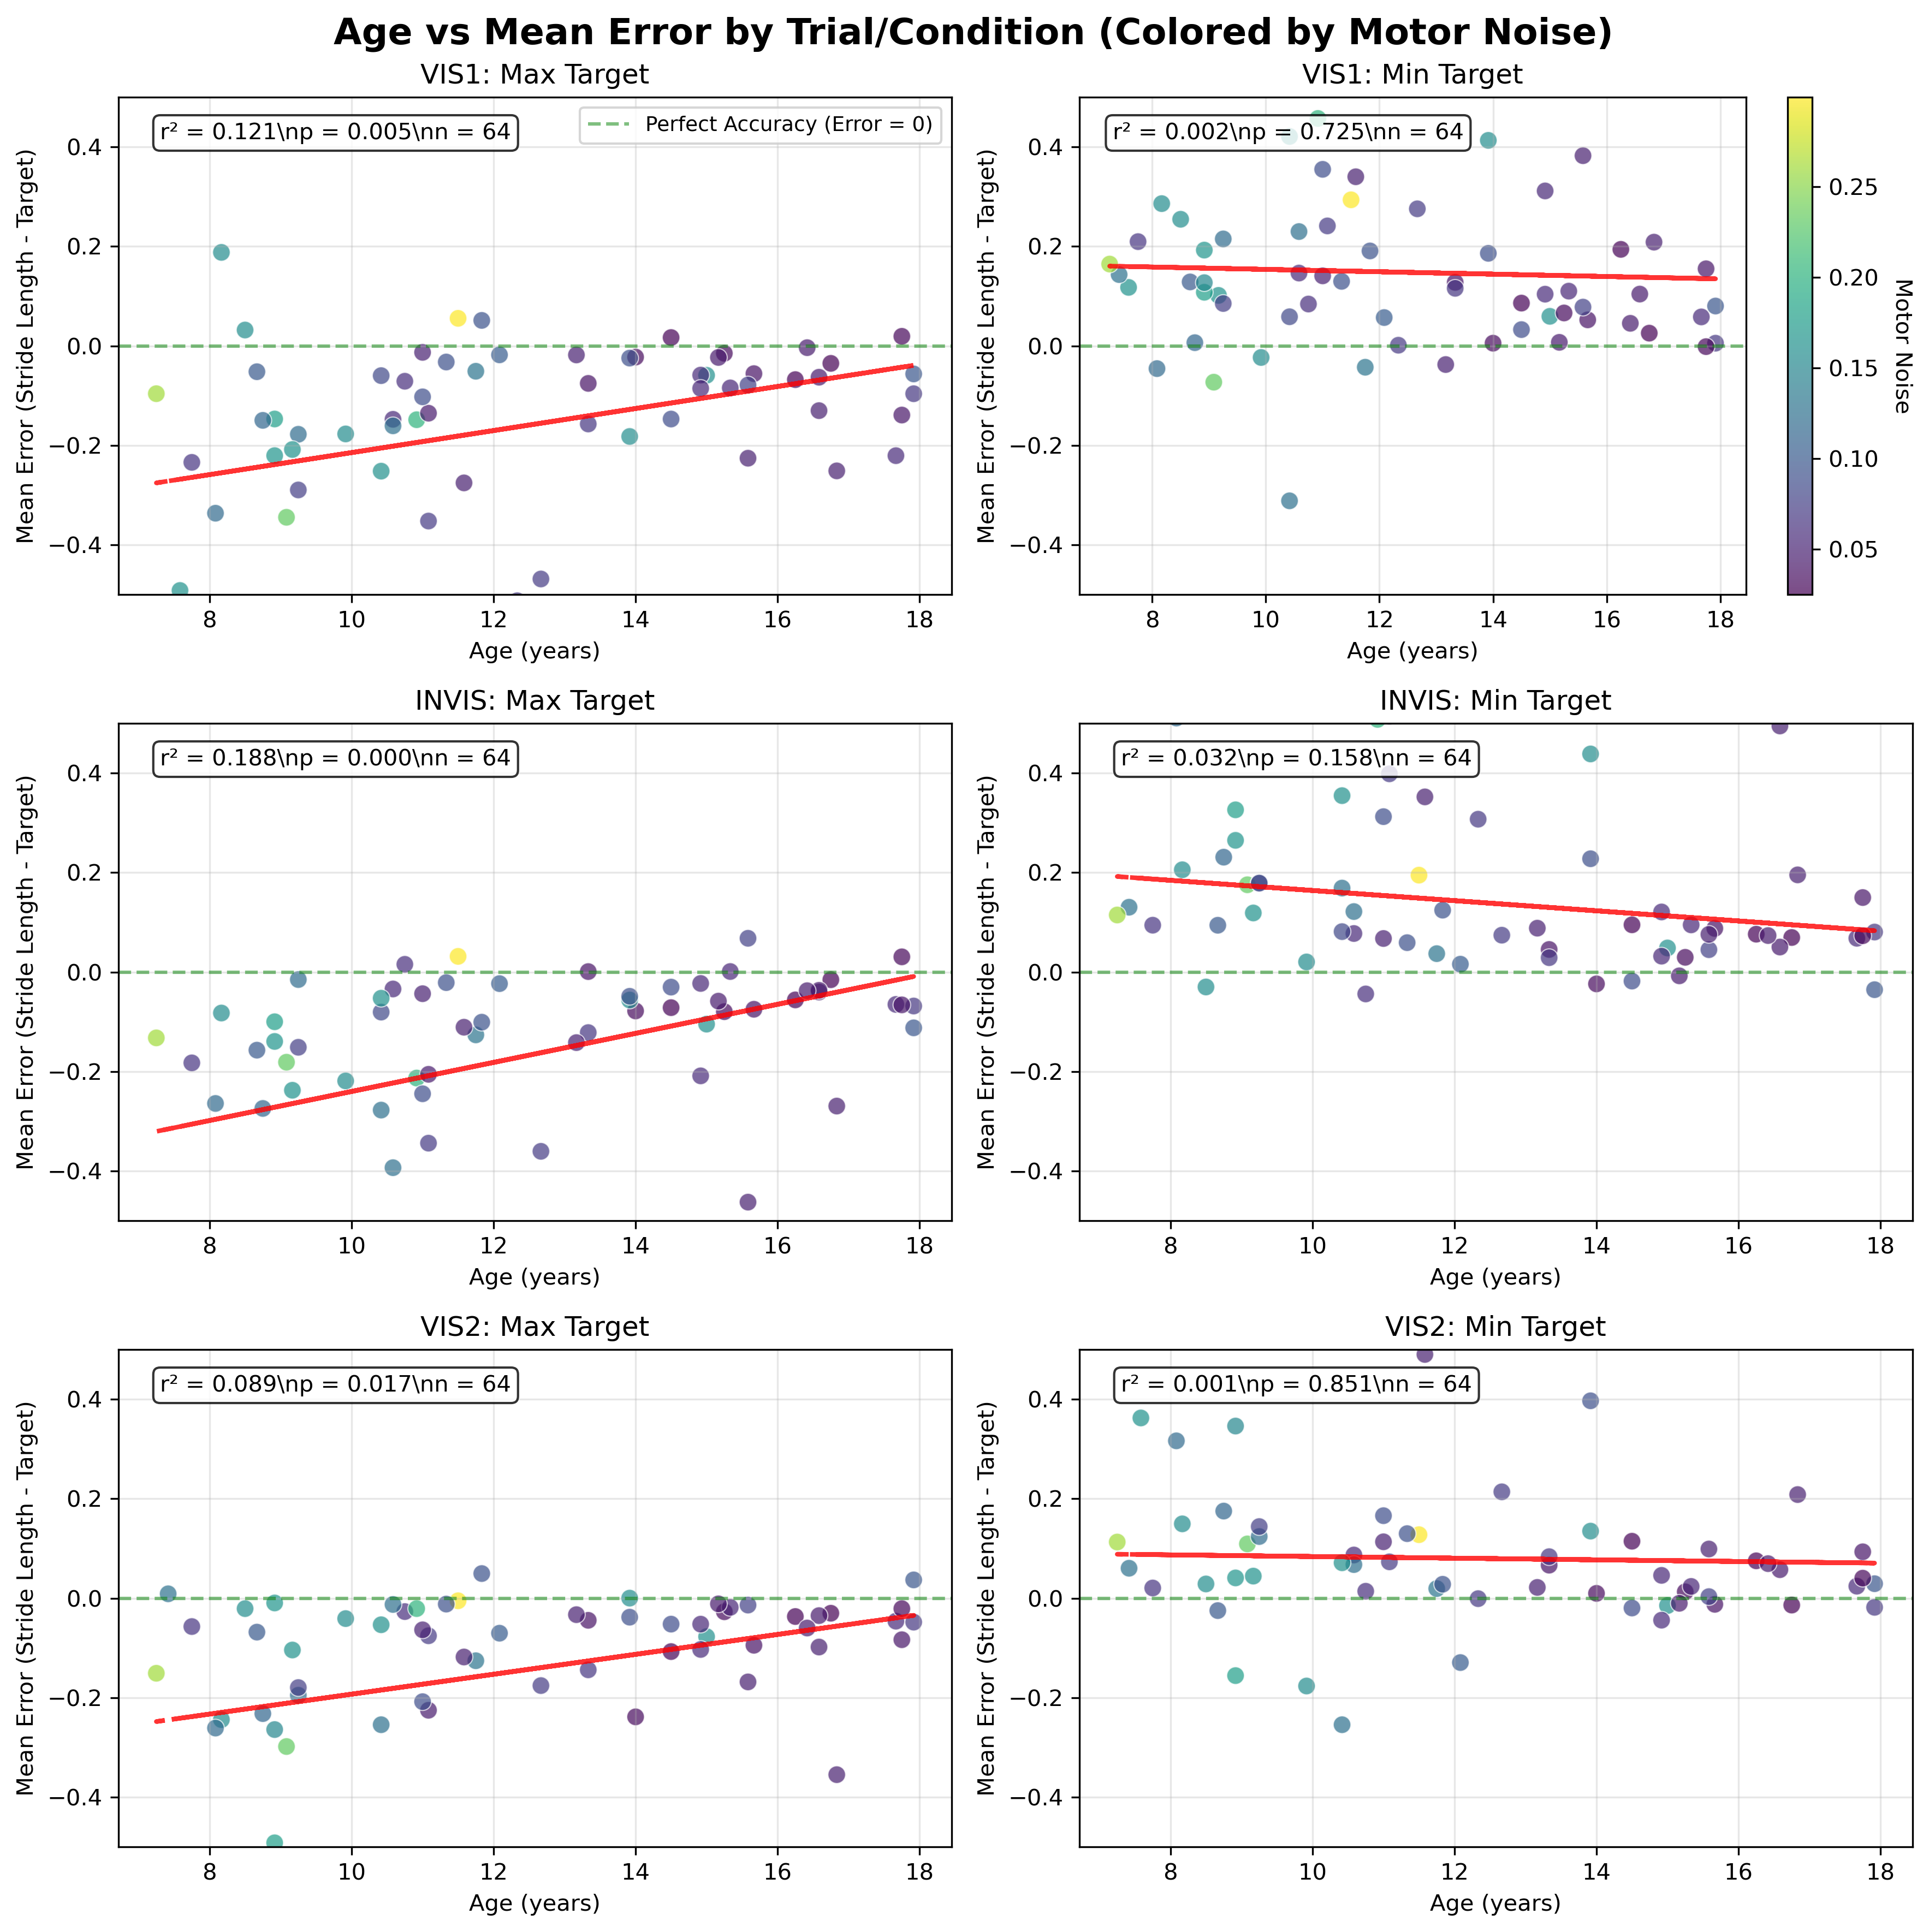 Age vs Mean Error by Trial/Condition (Colored by Motor Noise)
VIS1: Max Target
r² = 0.121\np = 0.005\nn = 64
Perfect Accuracy (Error = 0)
Mean Error (Stride Length - Target)
0.4
0.2
0.0
−0.2
−0.4
8 10 12 14 16 18
Age (years)
VIS1: Min Target
r² = 0.002\np = 0.725\nn = 64
Mean Error (Stride Length - Target)
0.4
0.2
0.0
−0.2
−0.4
8 10 12 14 16 18
Age (years)
0.25
0.20
0.15
0.10
0.05
Motor Noise
INVIS: Max Target
r² = 0.188\np = 0.000\nn = 64
Mean Error (Stride Length - Target)
0.4
0.2
0.0
−0.2
−0.4
8 10 12 14 16 18
Age (years)
INVIS: Min Target
r² = 0.032\np = 0.158\nn = 64
Mean Error (Stride Length - Target)
0.4
0.2
0.0
−0.2
−0.4
8 10 12 14 16 18
Age (years)
VIS2: Max Target
r² = 0.089\np = 0.017\nn = 64
Mean Error (Stride Length - Target)
0.4
0.2
0.0
−0.2
−0.4
8 10 12 14 16 18
Age (years)
VIS2: Min Target
r² = 0.001\np = 0.851\nn = 64
Mean Error (Stride Length - Target)
0.4
0.2
0.0
−0.2
−0.4
8 10 12 14 16 18
Age (years)